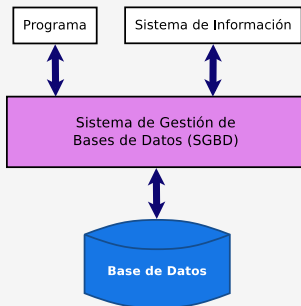 Programa
Sistema de Información
Sistema de Gestión de
Bases de Datos (SGBD)
Base de Datos